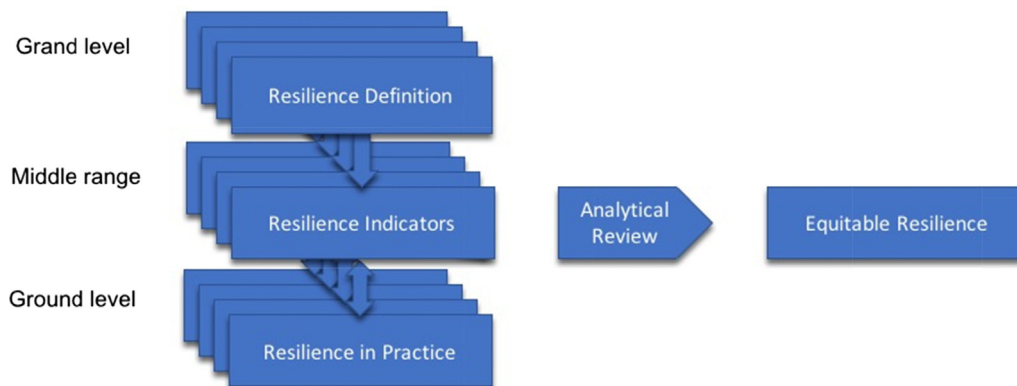 Grand level
Resilience Definition
Middle range
Resilience Indicators
Analytical
Review
Equitable Resilience
Ground level
Resilience in Practice